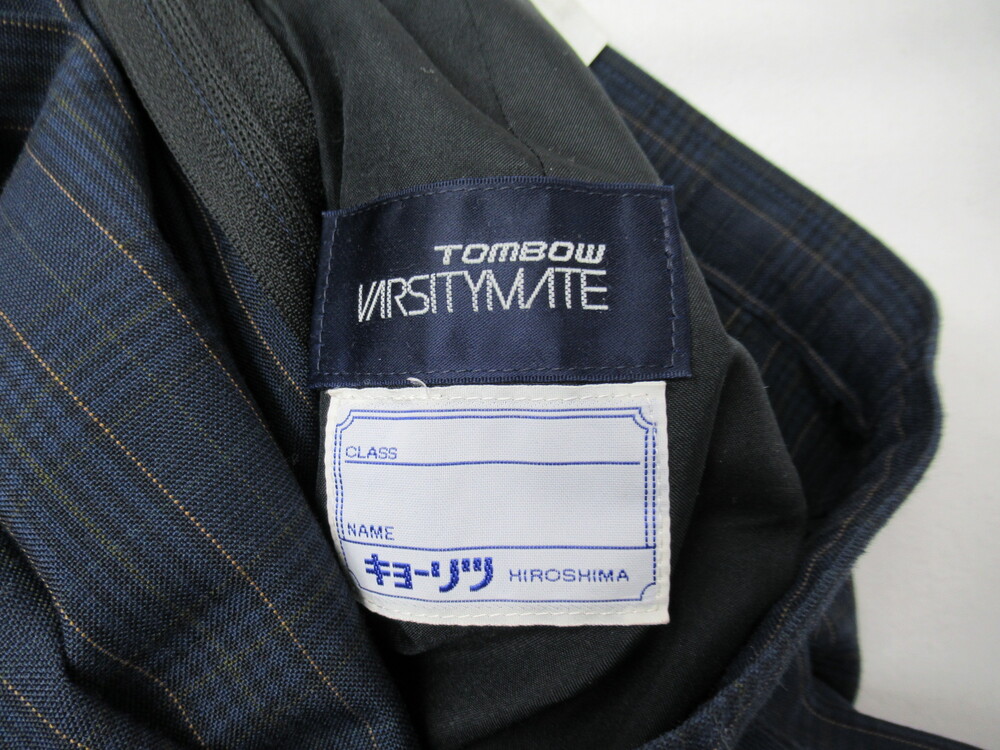 TOMBOW
VARSITYMATE
CLASS
NAME
キョーリツ HIROSHIMA